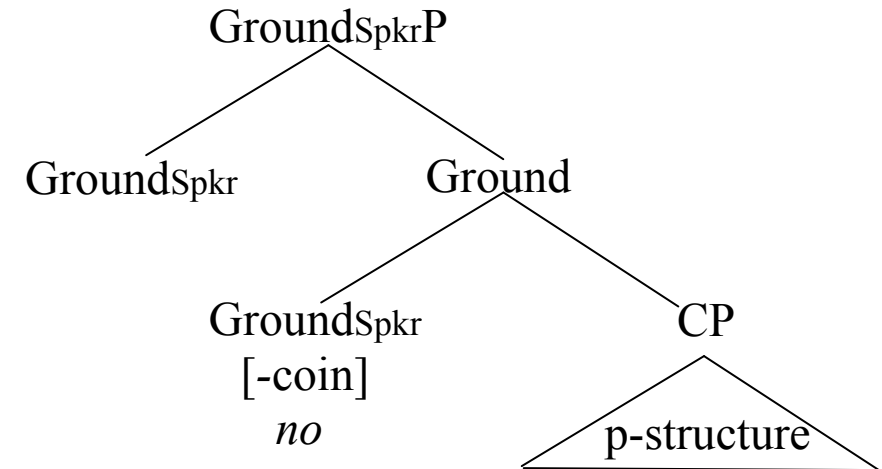 GroundSpkrP
GroundSpkr Ground
GroundSpkr CP
[-coin]
no p-structure